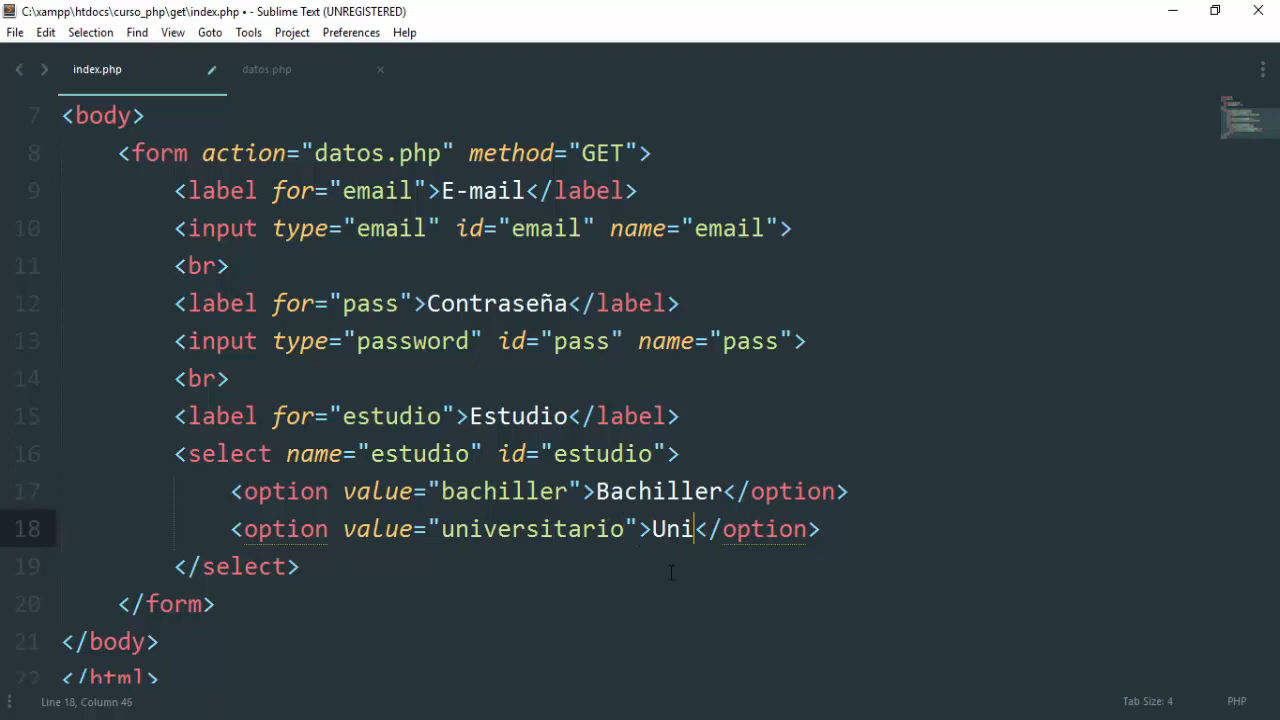 C:\xampp\htdocs\curso_php\get\index.php • - Sublime Text (UNREGISTERED)
File Edit Selection Find View Goto Tools Project Preferences Help
index.php datos.php
7 <body>
8 <form action="datos.php" method="GET">
9 <label for="email">E-mail</label>
10 <input type="email" id="email" name="email">
11 <br>
12 <label for="pass">Contraseña</label>
13 <input type="password" id="pass" name="pass">
14 <br>
15 <label for="estudio">Estudio</label>
16 <select name="estudio" id="estudio">
17 <option value="bachiller">Bachiller</option>
18 <option value="universitario">Uni</option>
19 </select>
20 </form>
21 </body>
22 </html>
Line 18, Column 46 Tab Size: 4 PHP